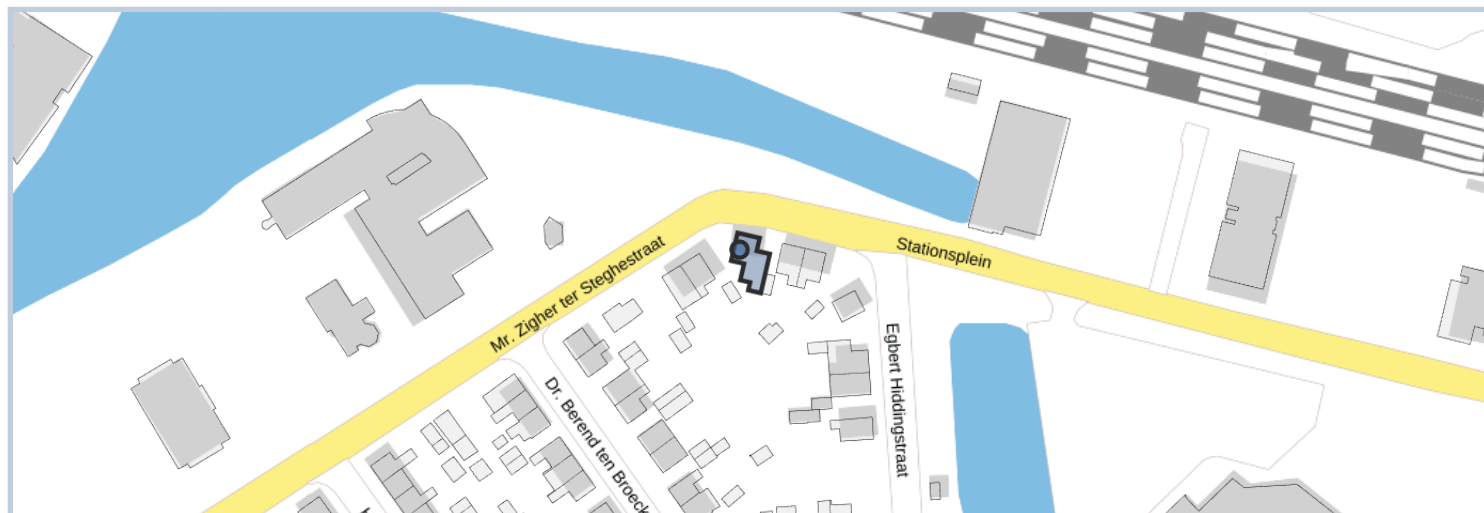 Stationsplein
Mr. Zigher ter Steghestraat
Egbert Hiddingstraat
Dr. Berend ten Broeck